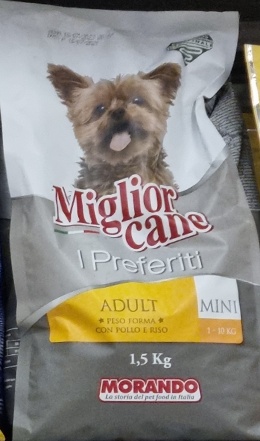 Miglior
cane
I Preferiti
ADULT
PESO FORMA
CON POLLO E RISO
MINI
1 - 10 KG
1,5 Kg
MORANDO
La storia del pet food in Italia